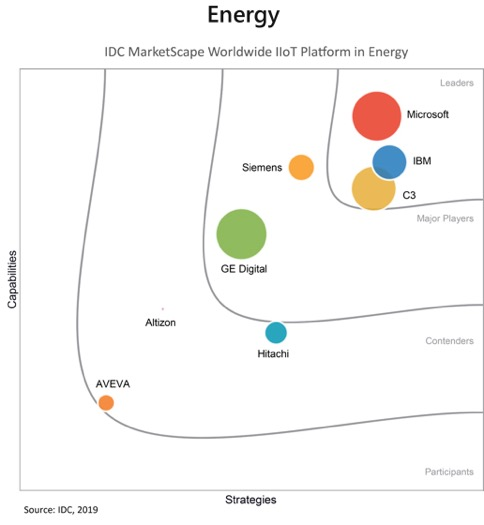 Energy
IDC MarketScape Worldwide IIoT Platform in Energy
Leaders
Microsoft
IBM
Siemens
C3
Major Players
GE Digital
Capabilities
Altizon
Contenders
Hitachi
AVEVA
Participants
Strategies
Source: IDC, 2019